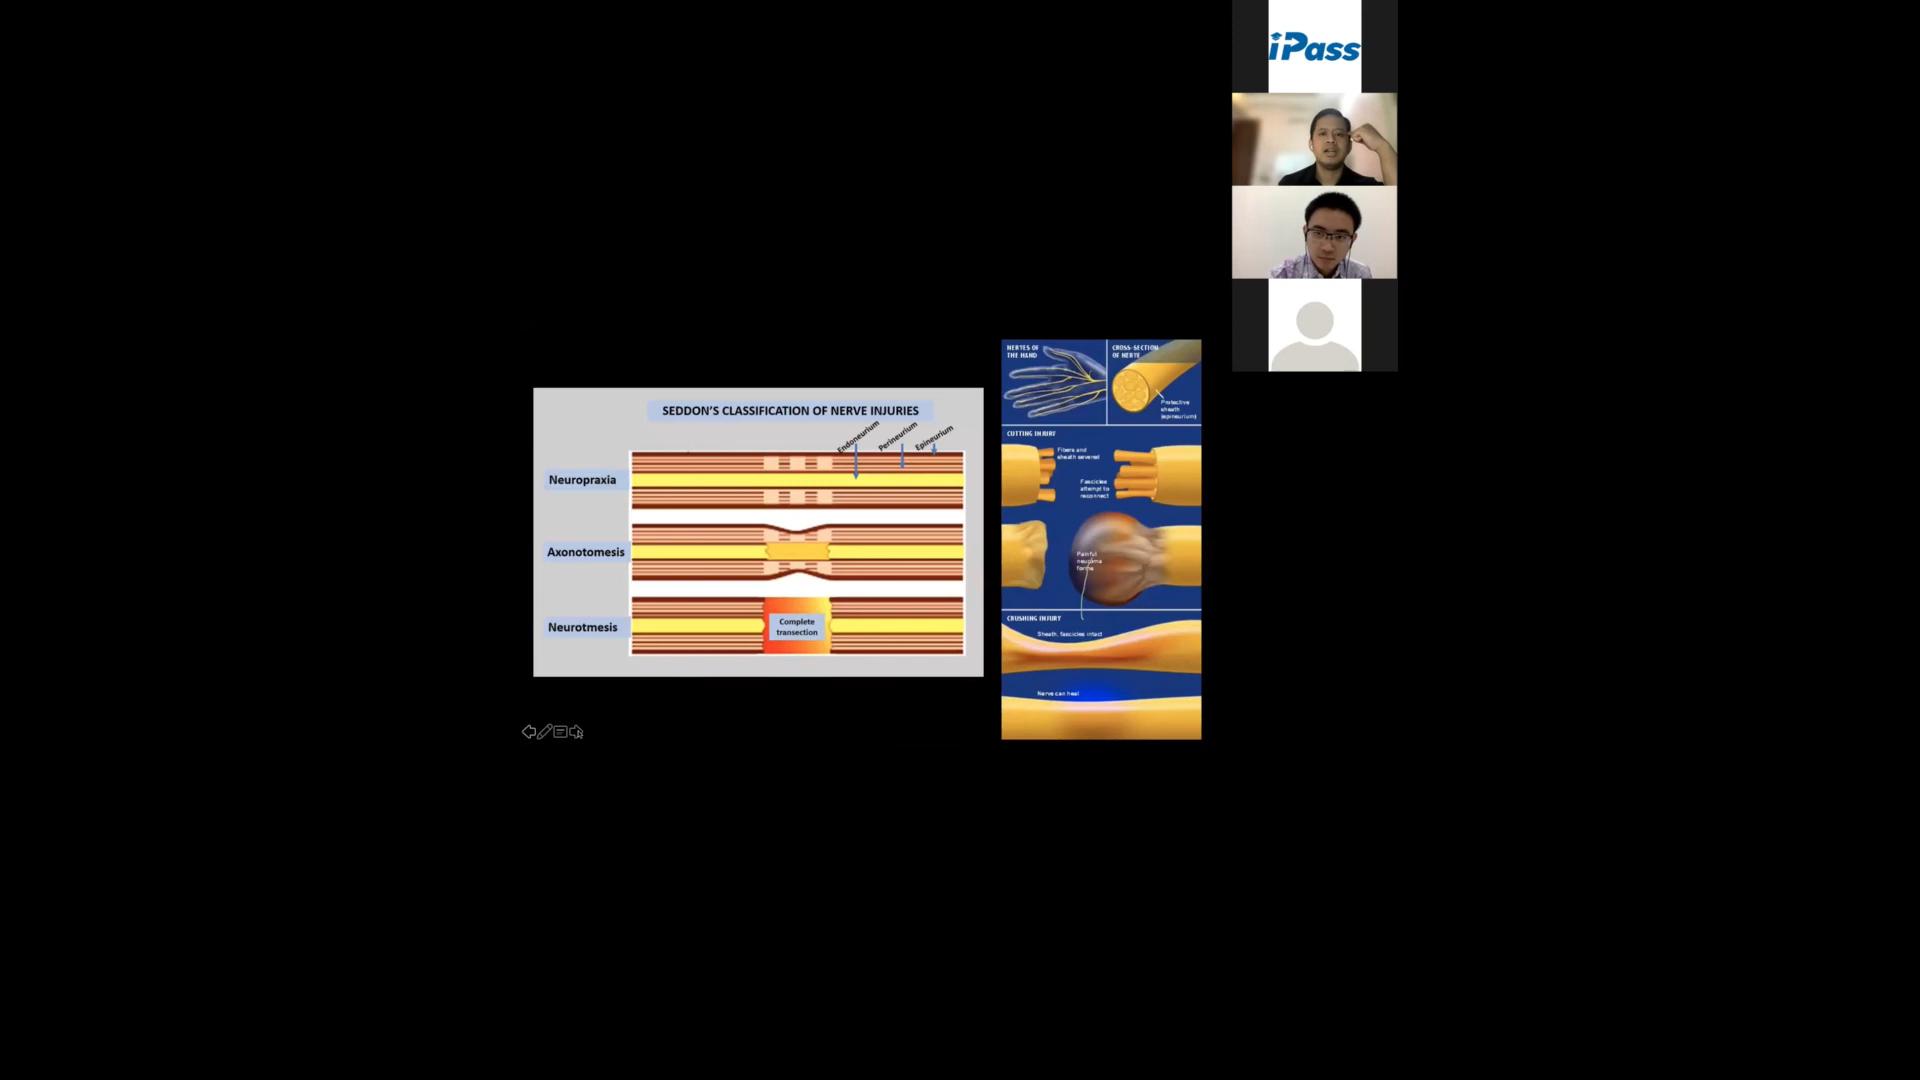 iPass
SEDDON'S CLASSIFICATION OF NERVE INJURIES
Endoneurium
Perineurium
Epineurium
Neuropraxia
Axonotomesis
Neurotmesis
Complete
transection
NERVES OF
THE HAND
CROSS-SECTION
OF NERVE
Protective
sheath
(epineurium)
CUTTING INJURY
Fibers and
sheath severed
Fascicles
attempt to
reconnect
Painful
neuroma
forms
CRUSHING INJURY
Sheath, fascicles intact
Nerve can heal